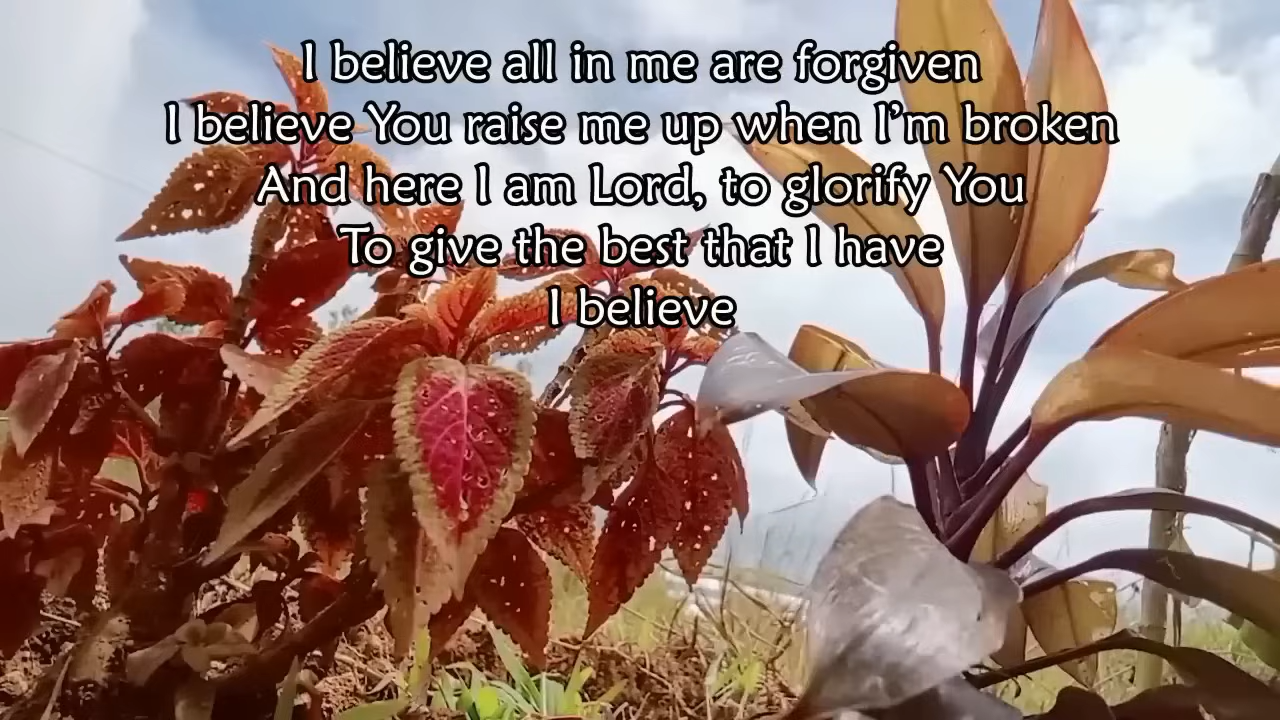 I believe all in me are forgiven
I believe You raise me up when I'm broken
And here I am Lord, to glorify You
To give the best that I have
I believe